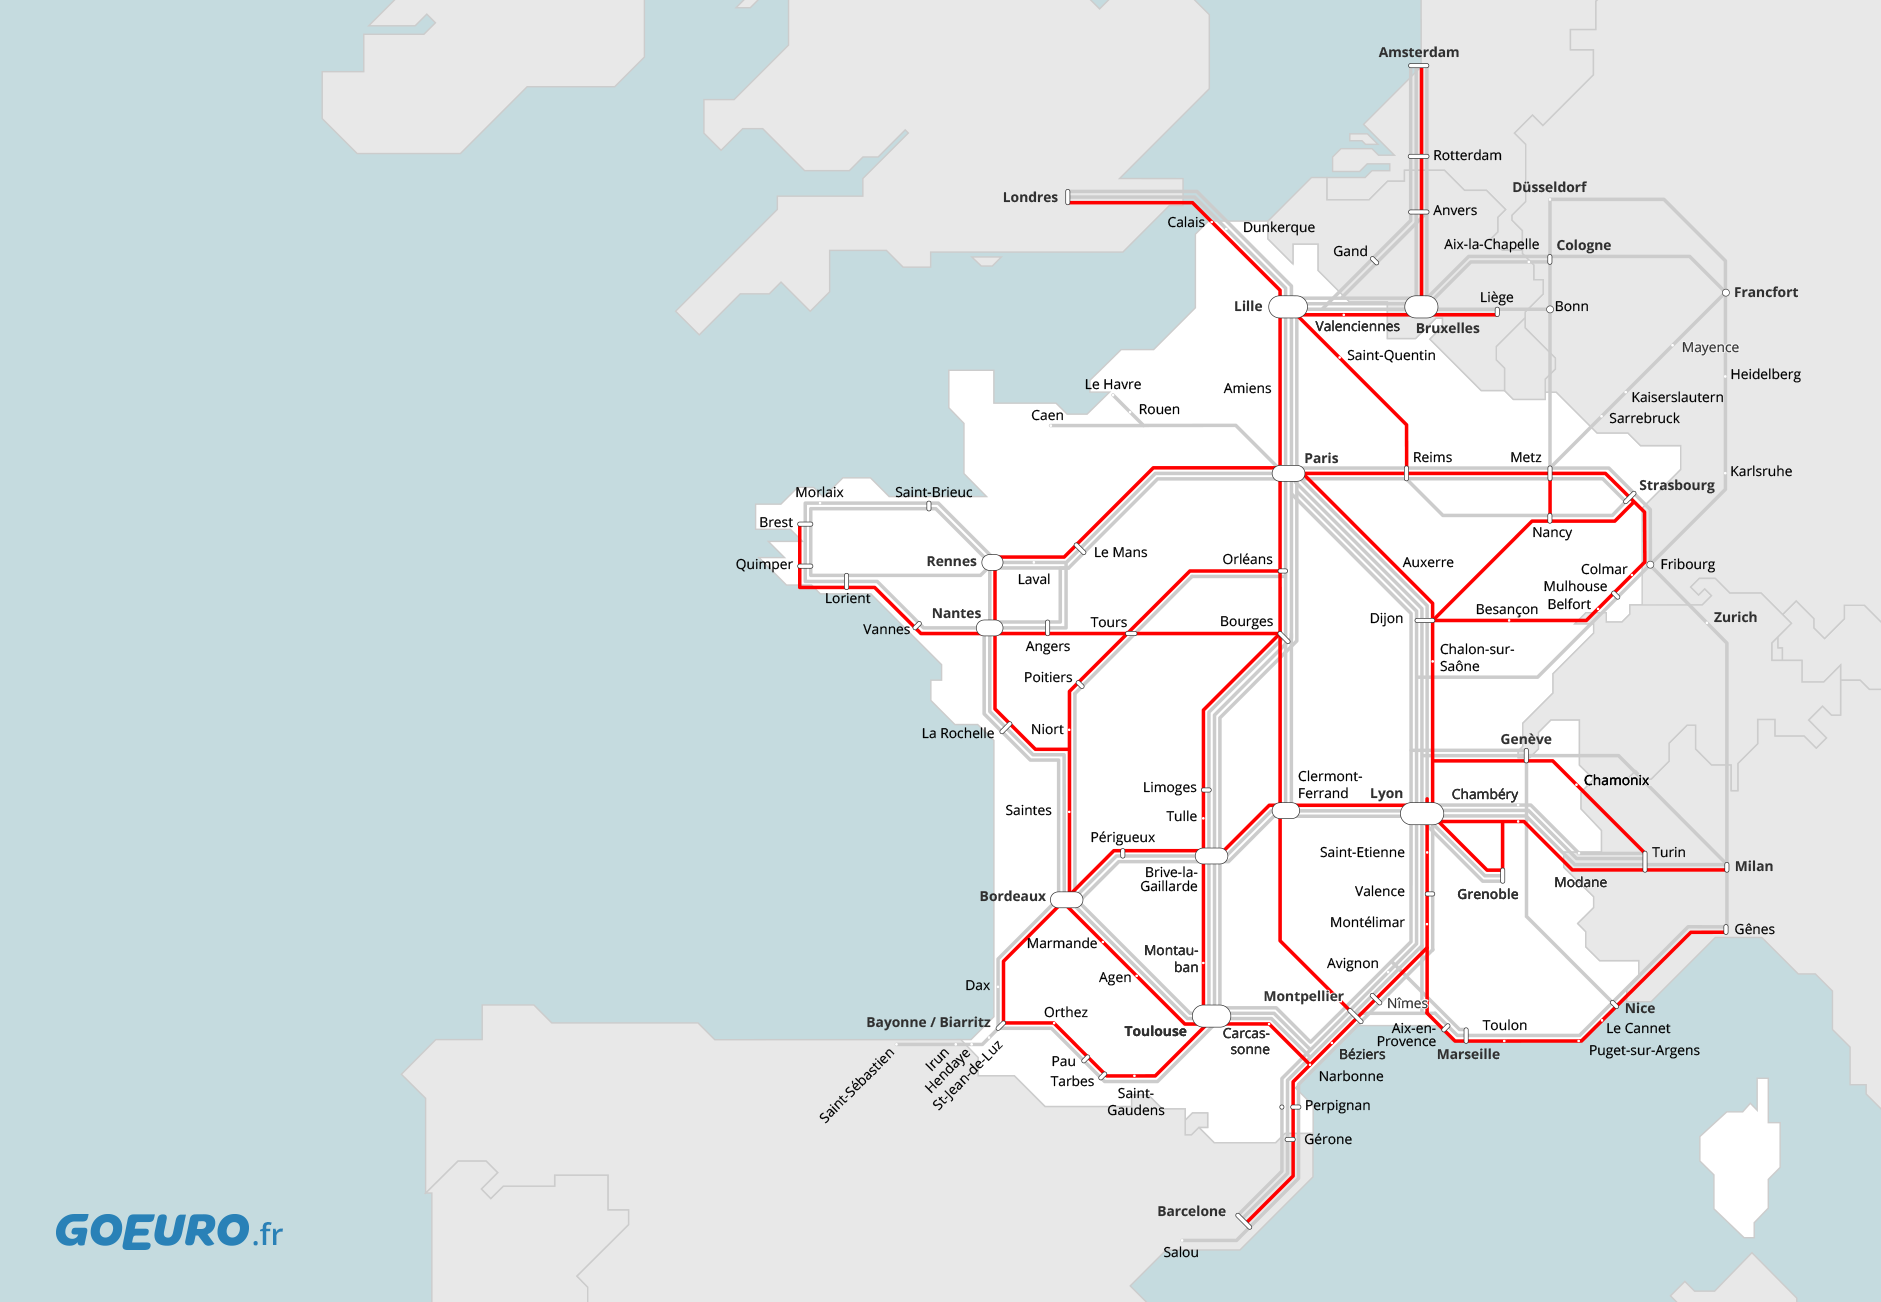 Amsterdam
Rotterdam
Düsseldorf
Londres
Anvers
Calais
Dunkerque
Gand
Aix-la-Chapelle
Cologne
Francfort
Lille
Liège
Bonn
Valenciennes
Bruxelles
Mayence
Saint-Quentin
Heidelberg
Le Havre
Amiens
Kaiserslautern
Rouen
Caen
Sarrebruck
Paris
Reims
Metz
Karlsruhe
Strasbourg
Morlaix
Saint-Brieuc
Brest
Nancy
Le Mans
Rennes
Orléans
Auxerre
Quimper
Fribourg
Colmar
Laval
Mulhouse
Lorient
Belfort
Nantes
Besançon
Tours
Bourges
Dijon
Zurich
Vannes
Angers
Chalon-sur-
Saône
Poitiers
La Rochelle
Niort
Genève
Clermont-
Ferrand
Chamonix
Limoges
Lyon
Chambéry
Saintes
Tulle
Périgueux
Saint-Etienne
Turin
Milan
Brive-la-
Gaillarde
Modane
Valence
Grenoble
Bordeaux
Montélimar
Gênes
Marmande
Montau-
ban
Avignon
Agen
Dax
Montpellier
Nîmes
Nice
Orthez
Bayonne / Biarritz
Toulouse
Carcas-
sonne
Aix-en-
Provence
Toulon
Le Cannet
Puget-sur-Argens
Marseille
Béziers
Saint-Sébastien
Irun
Hendaye
St-Jean-de-Luz
Pau
Tarbes
Narbonne
Saint-
Gaudens
Perpignan
Gérone
Barcelone
Salou
GOEURO.fr